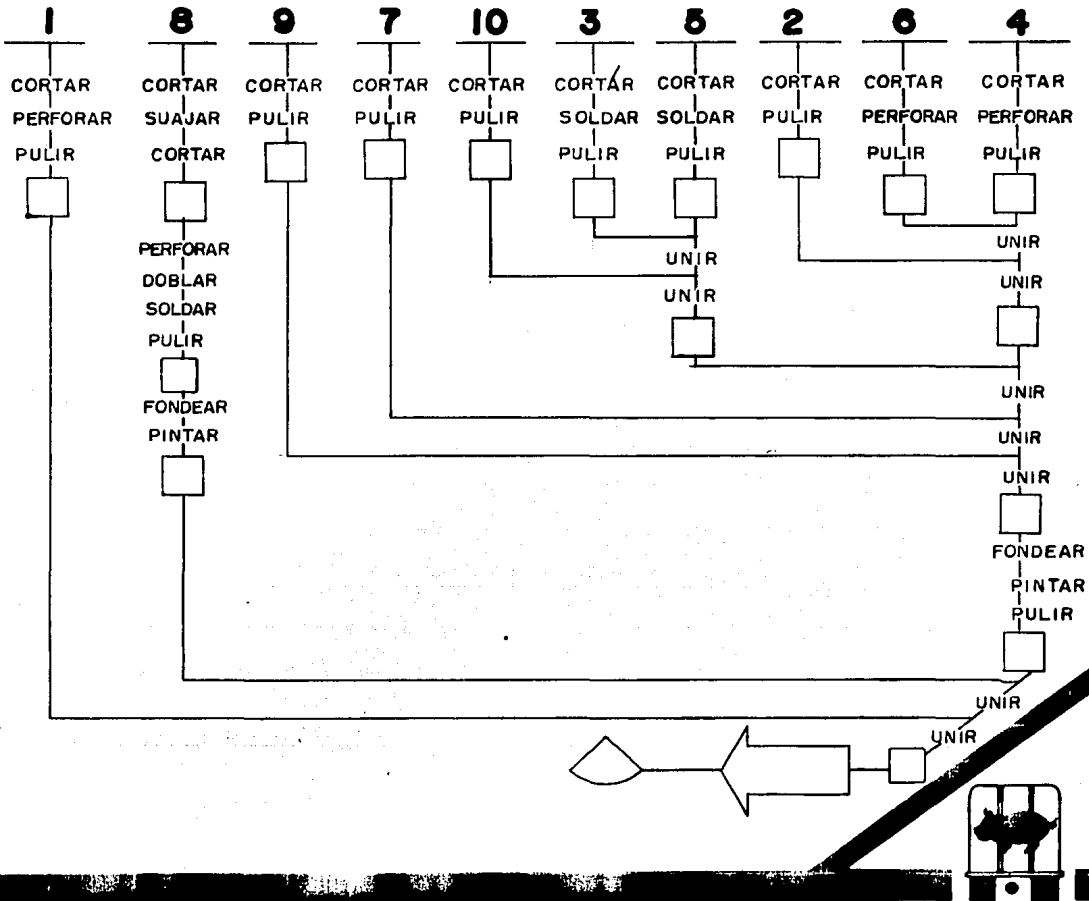 1 8 9 7 10 3 5 2 6 4
CORTAR CORTAR CORTAR CORTAR CORTAR CORTAR CORTAR CORTAR CORTAR CORTAR
PERFORAR SUAJAR PULIR PULIR PULIR SOLDAR SOLDAR PULIR PERFORAR PERFORAR
PULIR CORTAR PULIR PULIR PULIR PULIR
PERFORAR UNIR
UNIR
DOBLAR UNIR
UNIR
SOLDAR
PULIR
UNIR
FONDEAR
PINTAR UNIR
UNIR
FONDEAR
PINTAR
PULIR
UNIR
UNIR